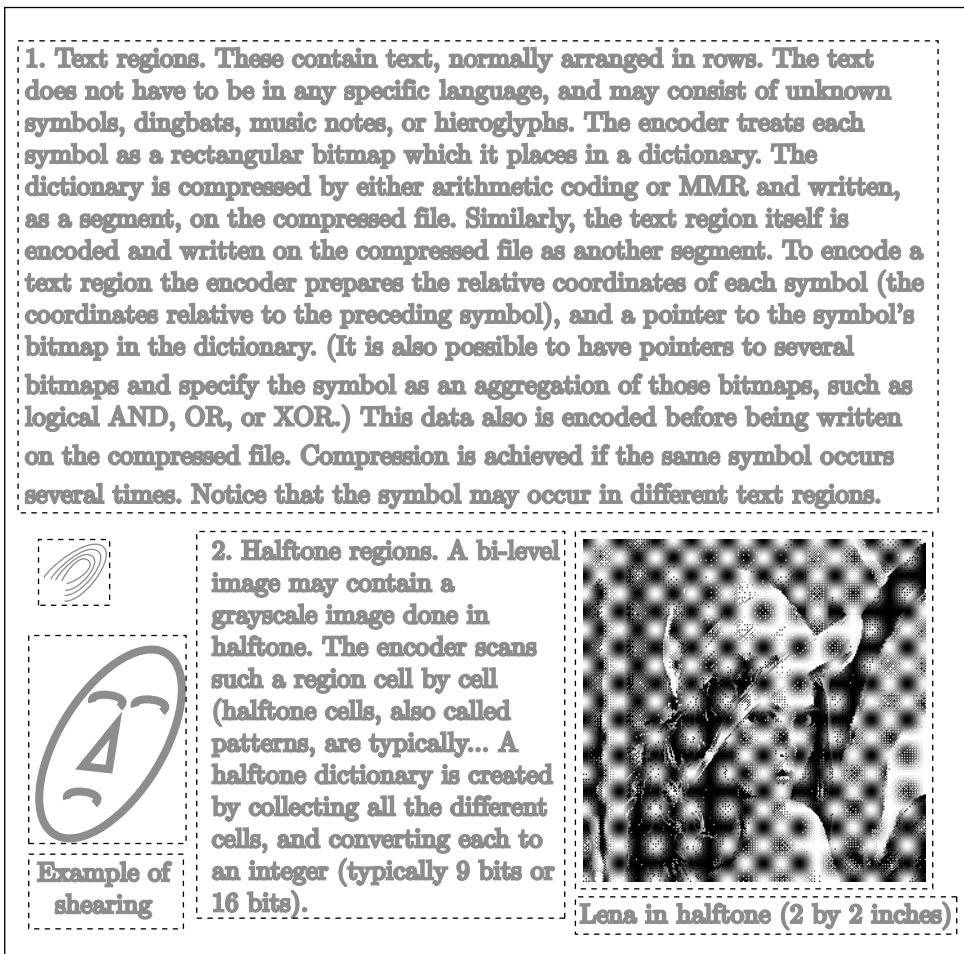 1. Text regions. These contain text, normally arranged in rows. The text
does not have to be in any specific language, and may consist of unknown
symbols, dingbats, music notes, or hieroglyphs. The encoder treats each
symbol as a rectangular bitmap which it places in a dictionary. The
dictionary is compressed by either arithmetic coding or MMR and written,
as a segment, on the compressed file. Similarly, the text region itself is
encoded and written on the compressed file as another segment. To encode a
text region the encoder prepares the relative coordinates of each symbol (the
coordinates relative to the preceding symbol), and a pointer to the symbol's
bitmap in the dictionary. (It is also possible to have pointers to several
bitmaps and specify the symbol as an aggregation of those bitmaps, such as
logical AND, OR, or XOR.) This data also is encoded before being written
on the compressed file. Compression is achieved if the same symbol occurs
several times. Notice that the symbol may occur in different text regions.
Example of
shearing
2. Halftone regions. A bi-level
image may contain a
grayscale image done in
halftone. The encoder scans
such a region cell by cell
(halftone cells, also called
patterns, are typically... A
halftone dictionary is created
by collecting all the different
cells, and converting each to
an integer (typically 9 bits or
16 bits).
Lena in halftone (2 by 2 inches)